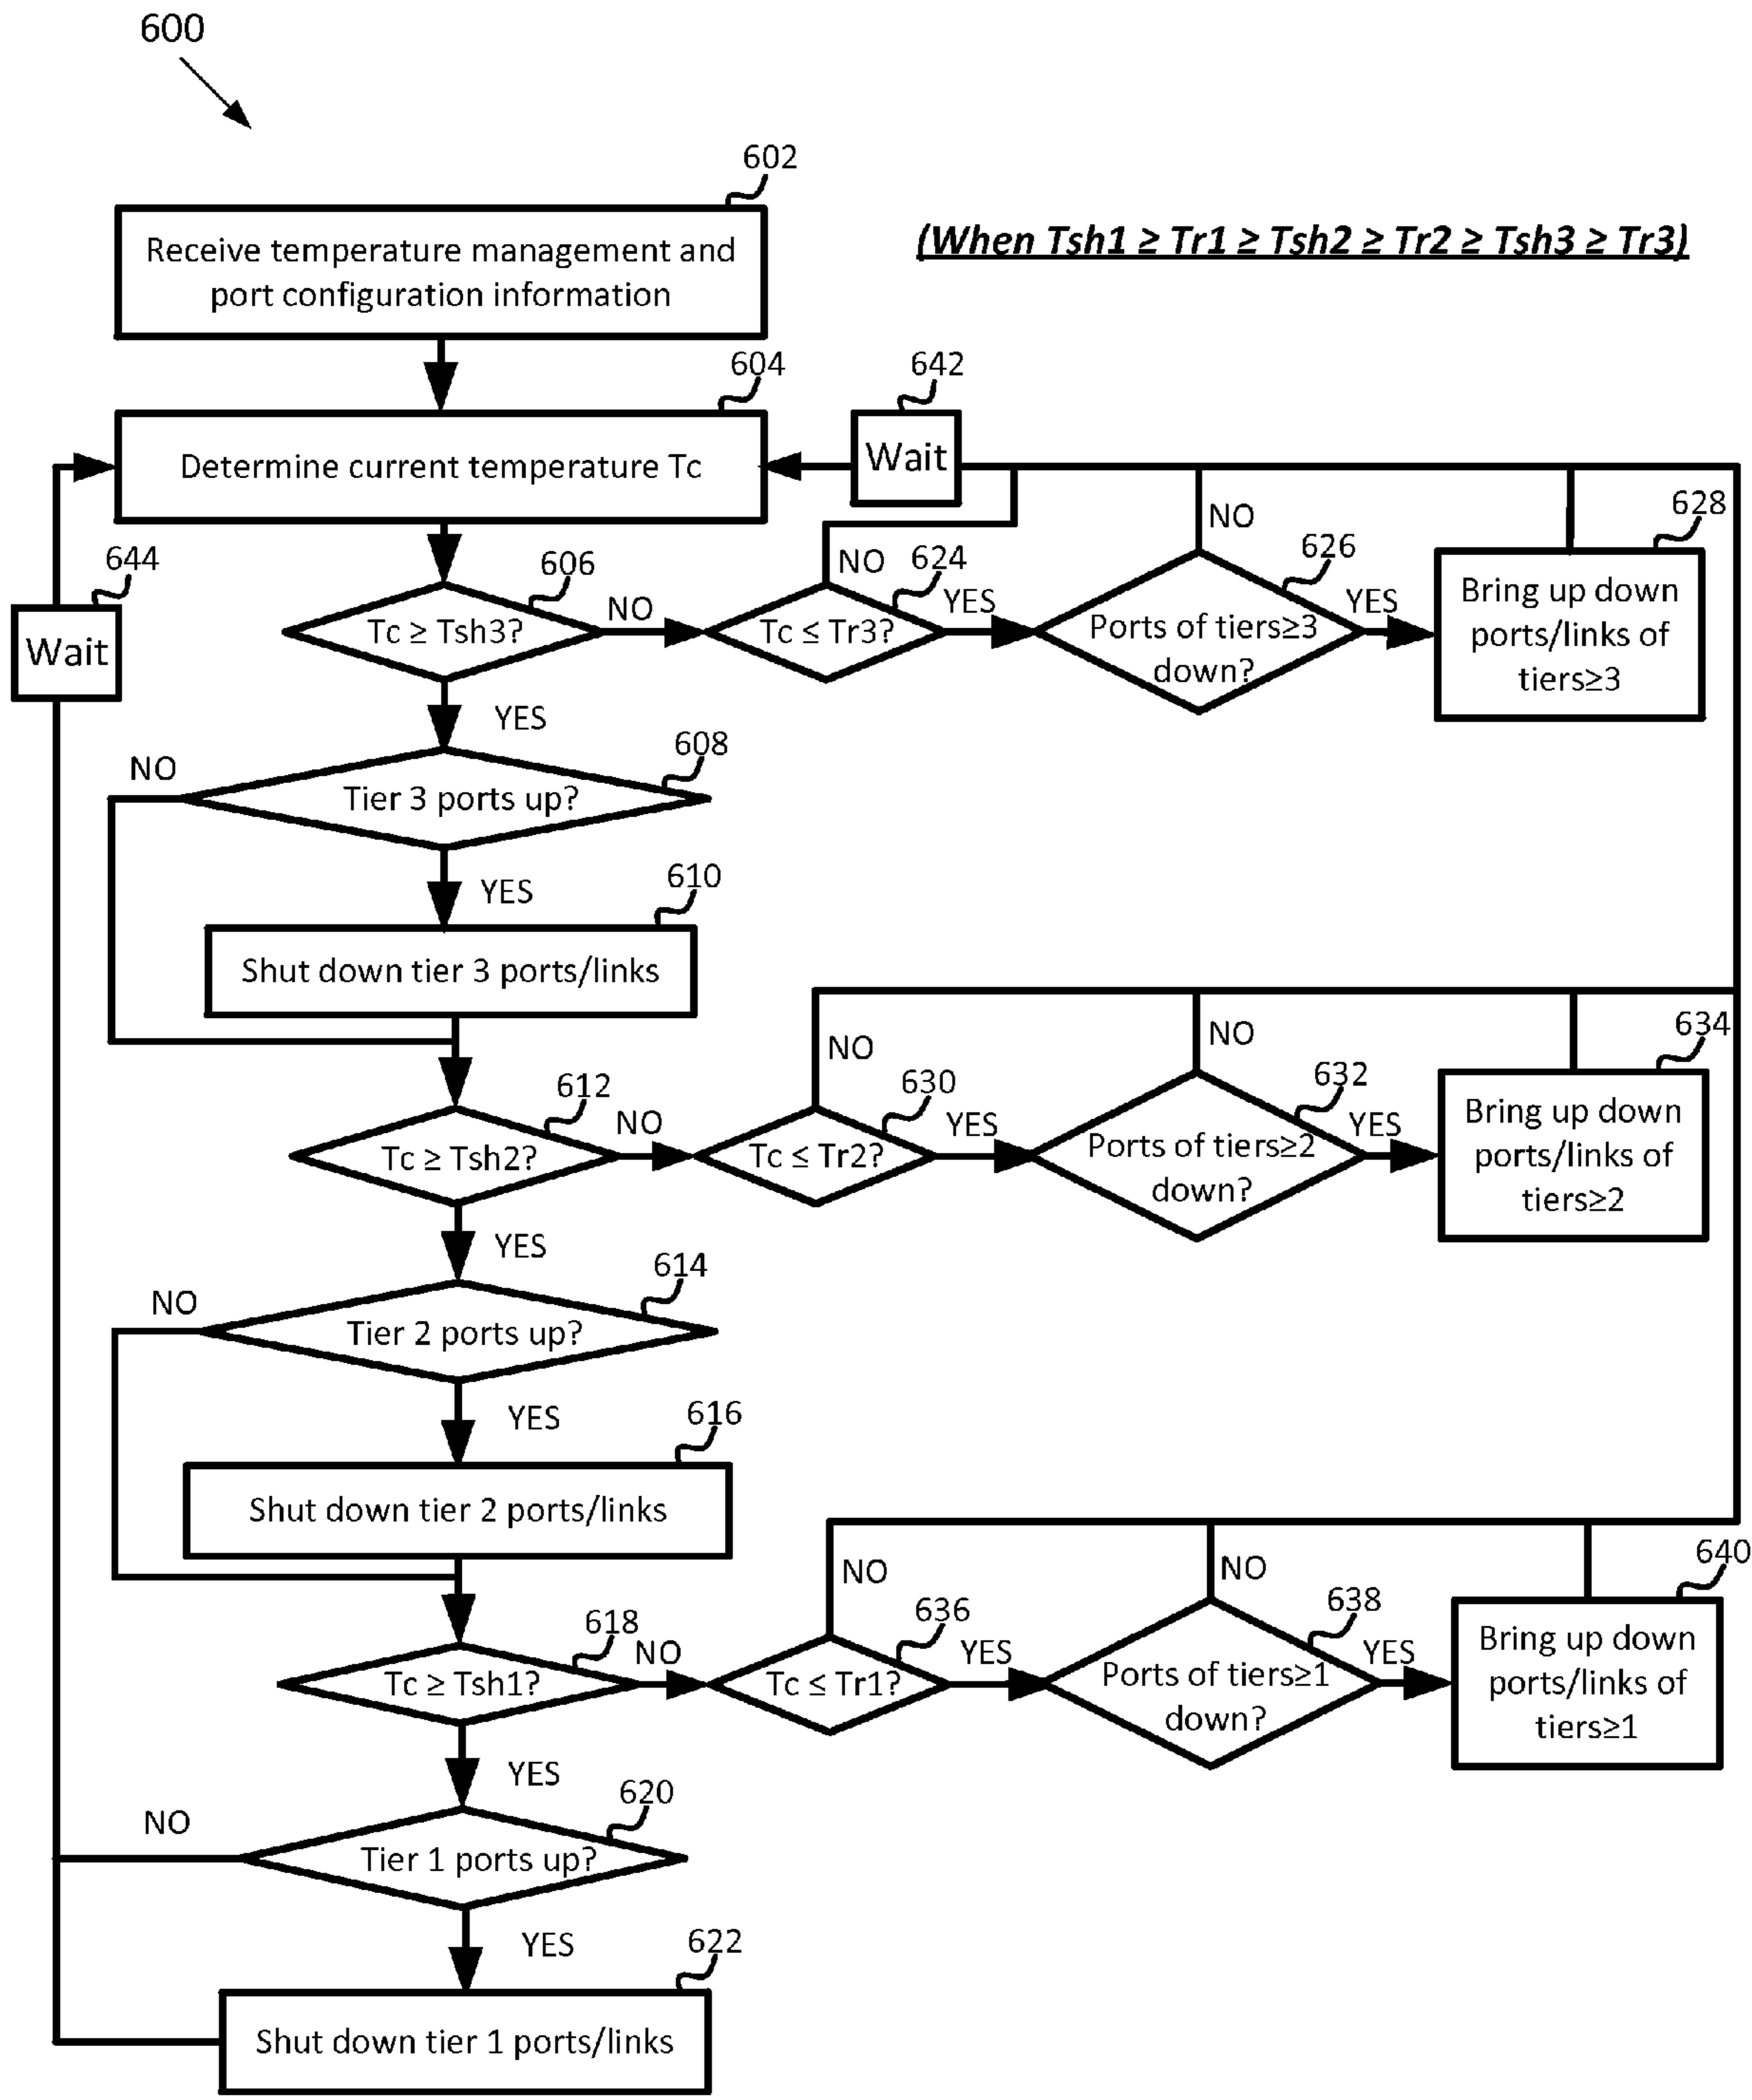 600
602
Receive temperature management and
port configuration information
(When Tsh1 ≥ Tr1 ≥ Tsh2 ≥ Tr2 ≥ Tsh3 ≥ Tr3)
604
Determine current temperature Tc
642
Wait
644
Wait
606
Tc ≥ Tsh3?
NO
YES
624
Tc ≤ Tr3?
NO
YES
626
Ports of tiers≥3
down?
NO
YES
628
Bring up down
ports/links of
tiers≥3
608
Tier 3 ports up?
NO
YES
610
Shut down tier 3 ports/links
612
Tc ≥ Tsh2?
NO
YES
630
Tc ≤ Tr2?
NO
YES
632
Ports of tiers≥2
down?
NO
YES
634
Bring up down
ports/links of
tiers≥2
614
Tier 2 ports up?
NO
YES
616
Shut down tier 2 ports/links
618
Tc ≥ Tsh1?
NO
YES
636
Tc ≤ Tr1?
NO
YES
638
Ports of tiers≥1
down?
NO
YES
640
Bring up down
ports/links of
tiers≥1
620
Tier 1 ports up?
NO
YES
622
Shut down tier 1 ports/links